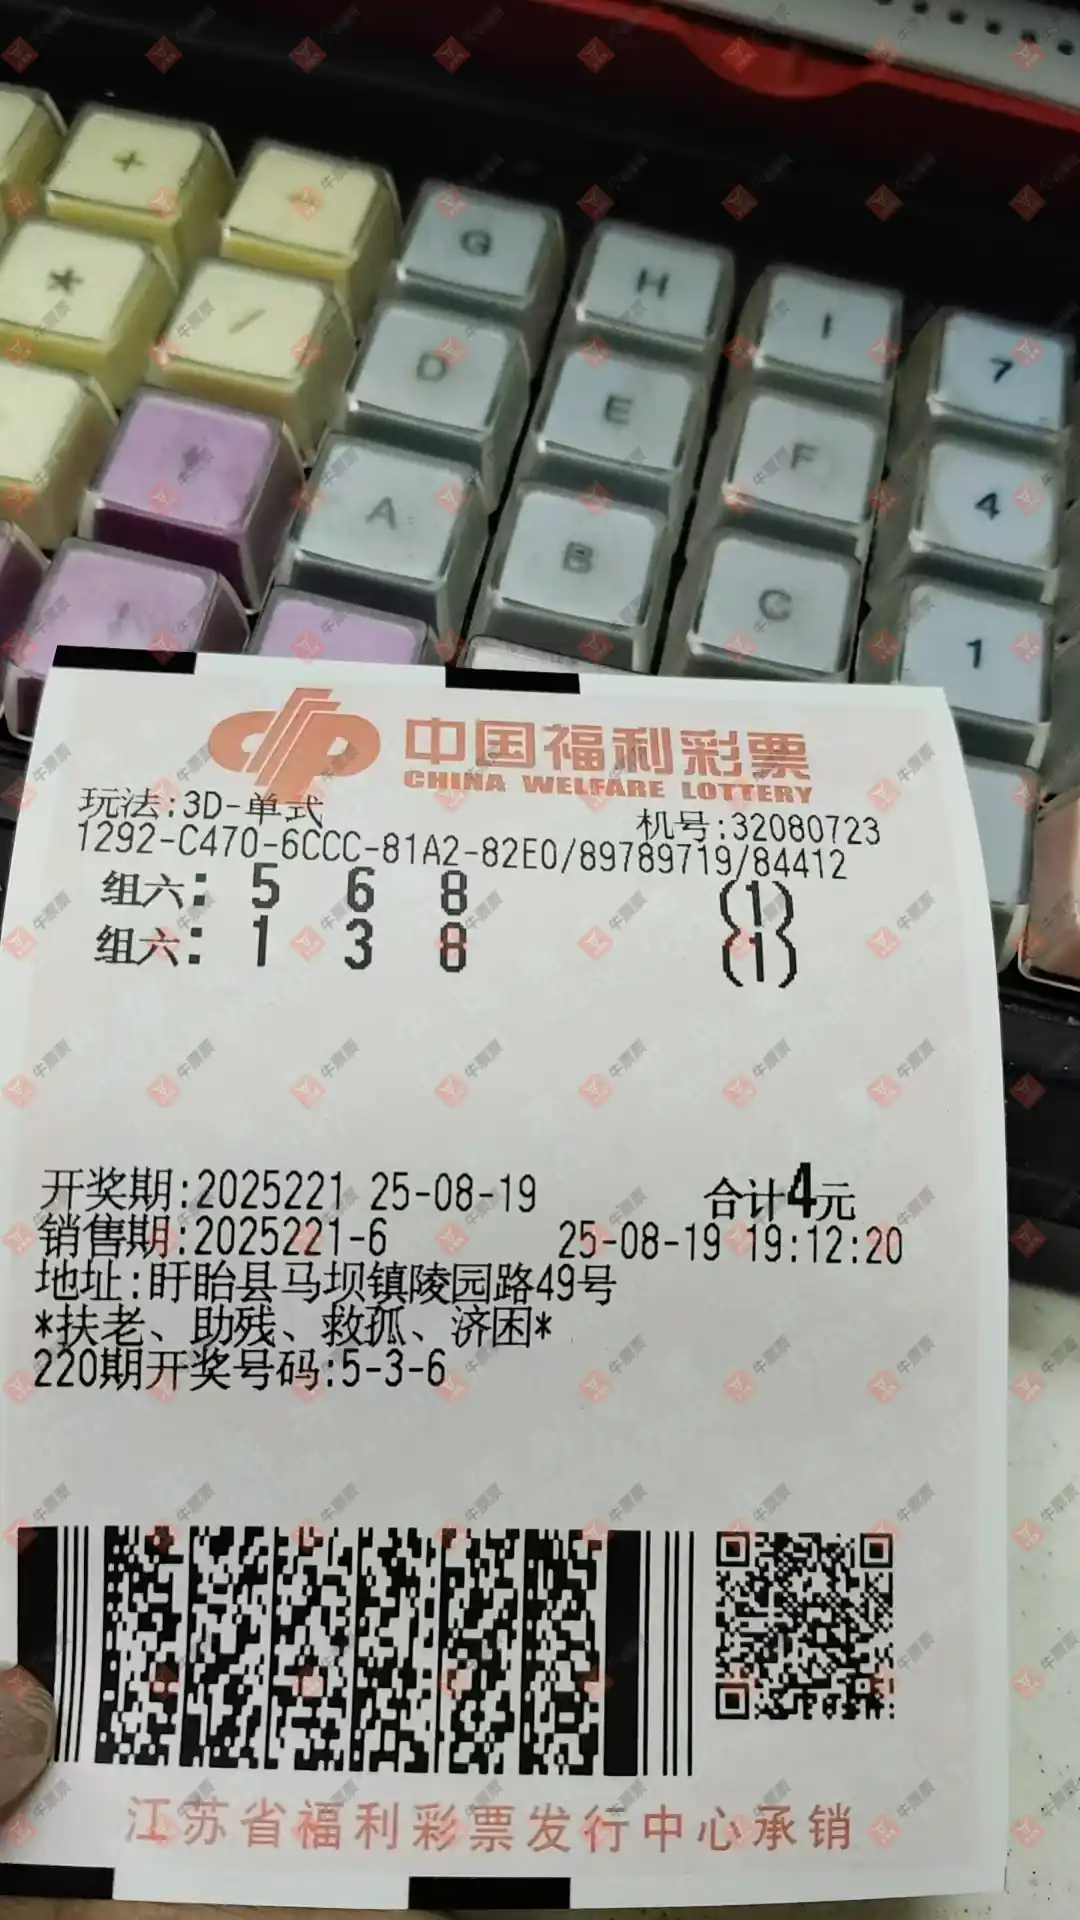 +
G
H
I
7
*
/
D
E
F
4
A
B
C
1
中国福利彩票
CHINA WELFARE LOTTERY
玩法:3D-单式
机号:32080723
1292-C470-6CCC-81A2-82E0/89789719/84412
组六: 5 6 8 (1)
组六: 1 3 8 (1)
开奖期:2025221 25-08-19 合计4元
销售期:2025221-6 25-08-19 19:12:20
地址:盱眙县马坝镇陵园路49号
*扶老、助残、救孤、济困*
220期开奖号码:5-3-6
江苏省福利彩票发行中心承销
牛票票